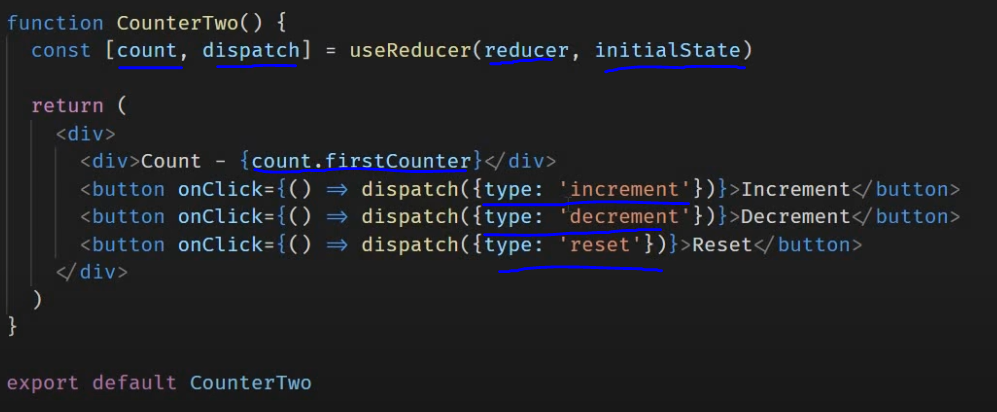 function CounterTwo() {
const [count, dispatch] = useReducer(reducer, initialState)
return (
<div>
<div>Count - {count.firstCounter}</div>
<button onClick={() => dispatch({type: 'increment'})}>Increment</button>
<button onClick={() => dispatch({type: 'decrement'})}>Decrement</button>
<button onClick={() => dispatch({type: 'reset'})}>Reset</button>
</div>
)
}
export default CounterTwo